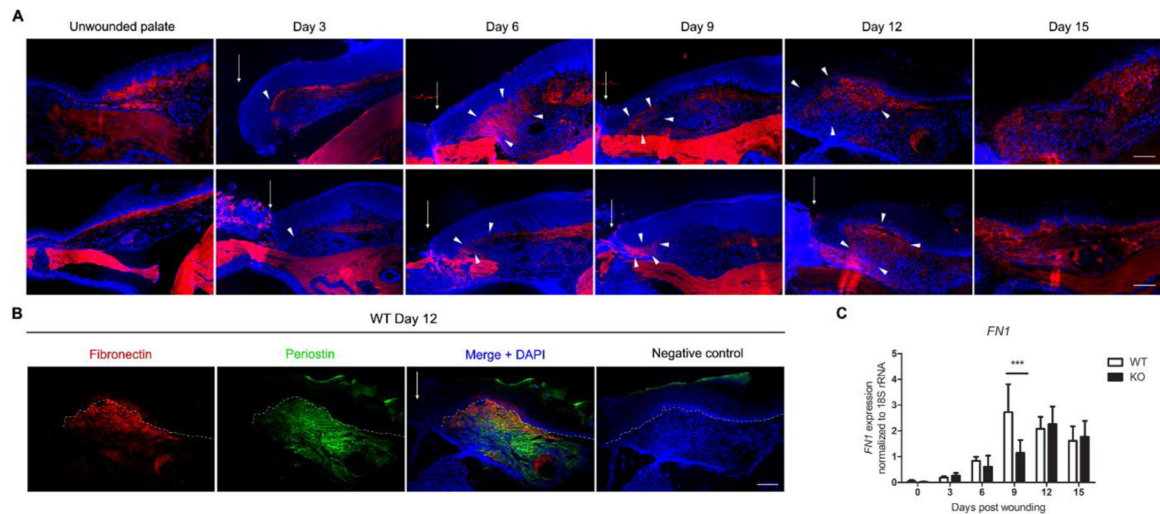 A
Unwounded palate Day 3 Day 6 Day 9 Day 12 Day 15
B
WT Day 12
Fibronectin Periostin Merge + DAPI Negative control
C
FN1
FN1 expression
normalized to 18S rRNA
5
4
3
2
1
0
***
WT
KO
0 3 6 9 12 15
Days post wounding